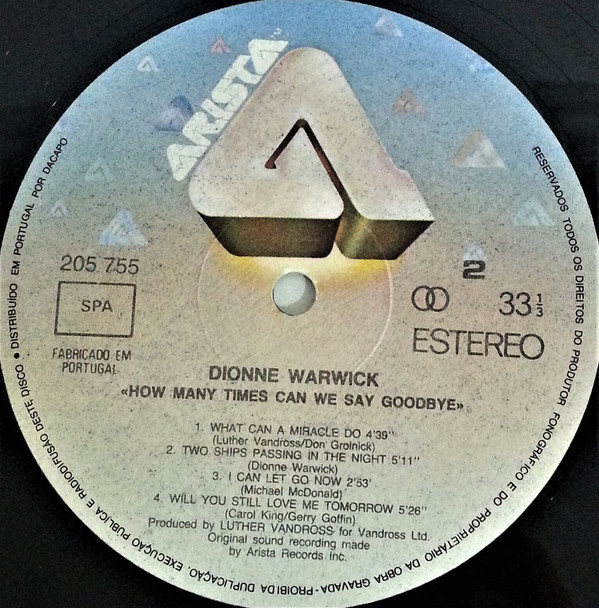 ARISTA
205.755
SPA
FABRICADO EM
PORTUGAL
2
33 1/3
ESTEREO
DIONNE WARWICK
«HOW MANY TIMES CAN WE SAY GOODBYE»
1. WHAT CAN A MIRACLE DO 4'39"
(Luther Vandross/Don Grolnick)
2. TWO SHIPS PASSING IN THE NIGHT 5'11"
(Dionne Warwick)
3. I CAN LET GO NOW 2'53'
(Michael McDonald)
4. WILL YOU STILL LOVE ME TOMORROW 5'26"
(Carol King/Gerry Goffin)
Produced by LUTHER VANDROSS for Vandross Ltd.
Original sound recording made
by Arista Records Inc.
RESERVADOS TODOS OS DIREITOS DO PRODUTOR FONOGRÁFICO E DO PROPRIETÁRIO DA OBRA GRAVADA - PROIBIDA DUPLICAÇÃO, EXECUÇÃO PÚBLICA E RADIODIFUSÃO DESTE DISCO • DISTRIBUÍDO EM PORTUGAL POR DACAPO